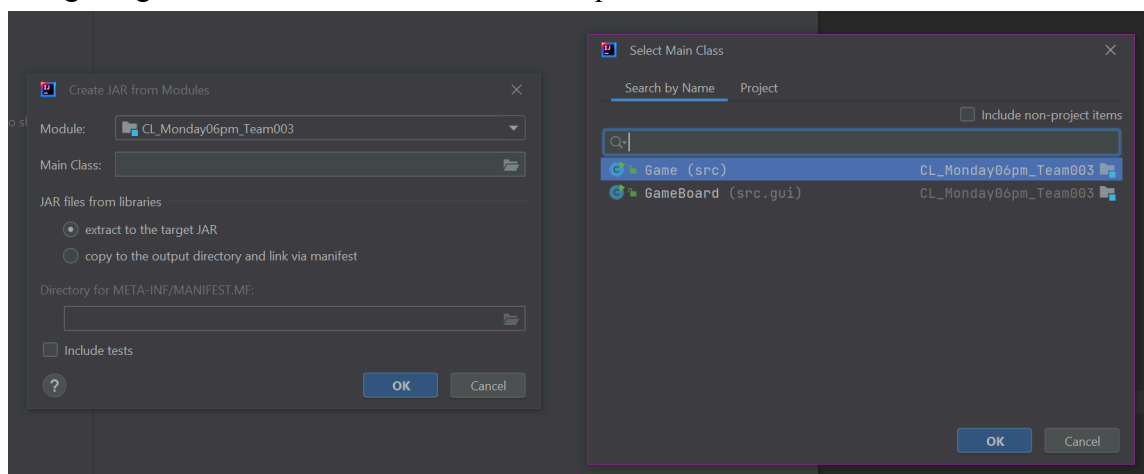 Create JAR from Modules
Module: CL_Monday06pm_Team003
Main Class:
JAR files from libraries
extract to the target JAR
copy to the output directory and link via manifest
Directory for META-INF/MANIFEST.MF:
Include tests
? OK Cancel
Select Main Class
Search by Name Project
Include non-project items
Game (src) CL_Monday06pm_Team003
GameBoard (src.gui) CL_Monday06pm_Team003
OK Cancel